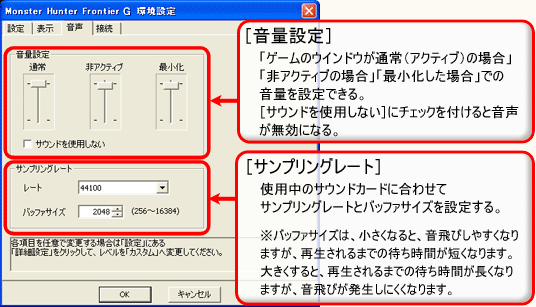 Monster Hunter Frontier G 環境設定
設定 表示 音声 接続
音量設定
通常 非アクティブ 最小化
サウンドを使用しない
サンプリングレート
レート 44100
バッファサイズ 2048 (256～16384)
各項目を任意で変更する場合は「設定」にある
「詳細設定」をクリックして、レベルを「カスタム」へ変更してください。
OK キャンセル
[音量設定]
「ゲームのウインドウが通常(アクティブ)の場合」
「非アクティブの場合」「最小化した場合」での
音量を設定できる。
[サウンドを使用しない]にチェックを付けると音声
が無効になる。
[サンプリングレート]
使用中のサウンドカードに合わせて
サンプリングレートとバッファサイズを設定する。
※バッファサイズは、小さくなると、音飛びしやすくなり
ますが、再生されるまでの待ち時間が短くなります。
大きくすると、再生されるまでの待ち時間が長くなり
ますが、音飛びが発生しにくくなります。